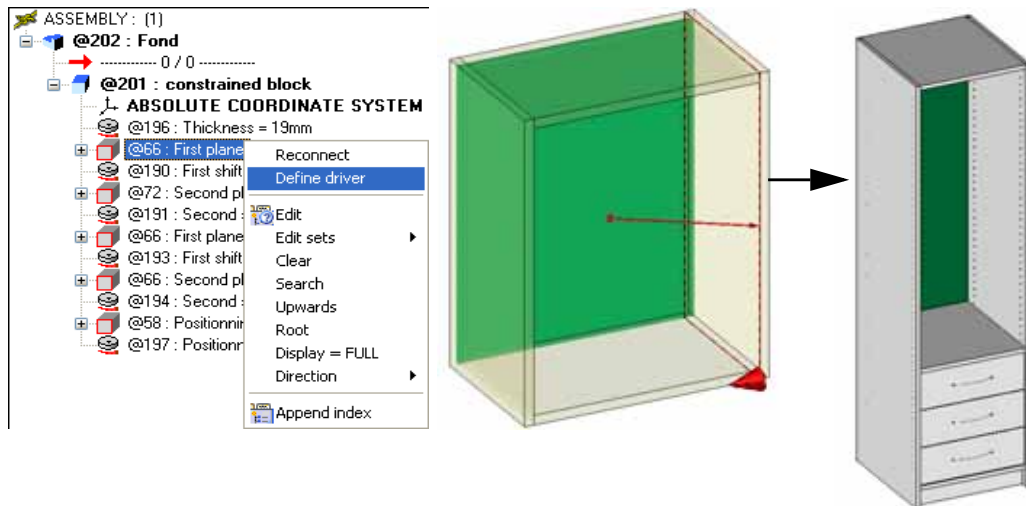 ASSEMBLY: (1)
@202 : Fond
------------ 0 / 0 ------------
@201 : constrained block
ABSOLUTE COORDINATE SYSTEM
@196 : Thickness = 19mm
@66 : First plane
@190 : First shift
@72 : Second pl
@191 : Second
@66 : First plane
@193 : First shift
@66 : Second pl
@194 : Second
@58 : Positionnin
@197 : Positionn
Reconnect
Define driver
Edit
Edit sets
Clear
Search
Upwards
Root
Display = FULL
Direction
Append index